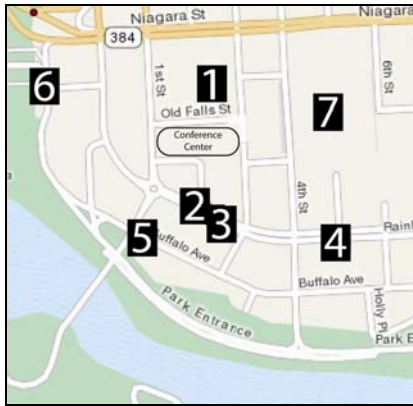 Niagara St
Niagara
384
6
1st St
1
Old Falls St
Conference
Center
7
6th St
4th St
2
3
5
4
Buffalo Ave
Rain
Buffalo Ave
Park Entrance
Holly Pl
Park E